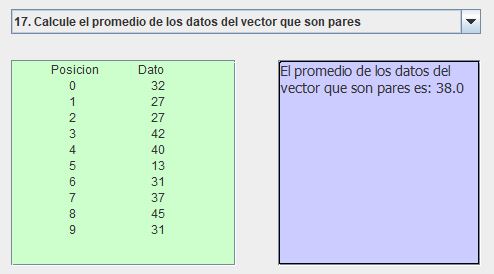 17. Calcule el promedio de los datos del vector que son pares
Posicion Dato
0 32
1 27
2 27
3 42
4 40
5 13
6 31
7 37
8 45
9 31
El promedio de los datos del
vector que son pares es: 38.0